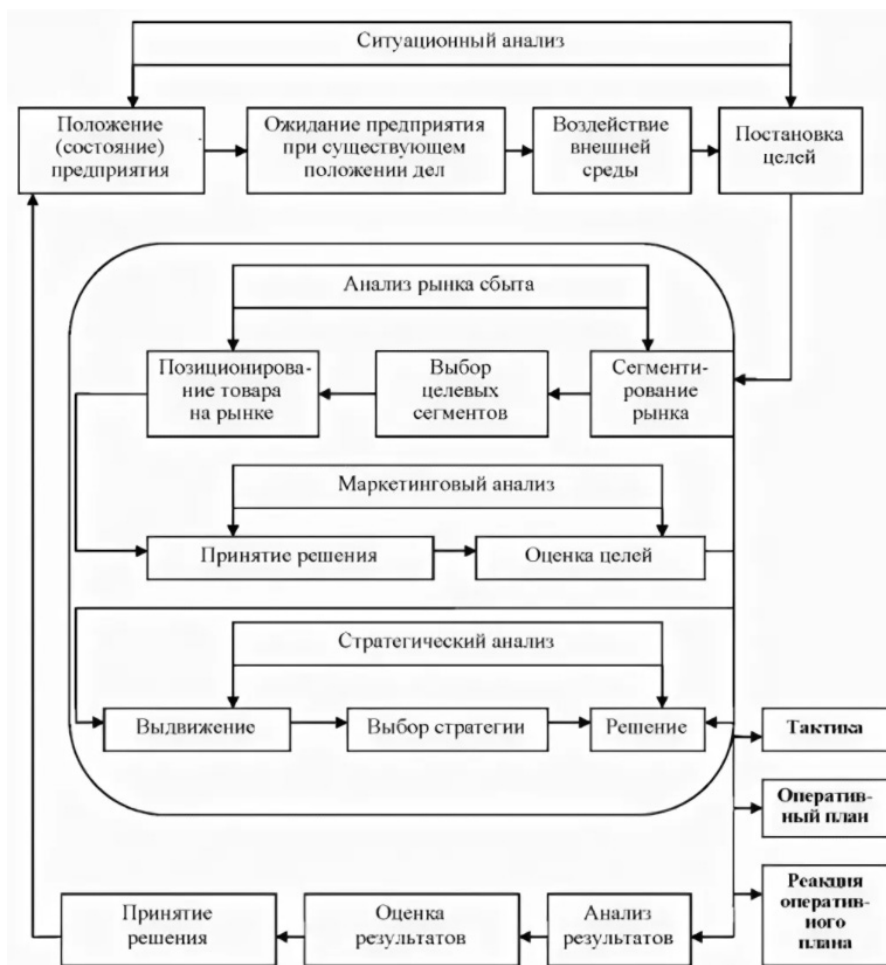 Ситуационный анализ
Положение
(состояние)
предприятия
Ожидание предприятия
при существующем
положении дел
Воздействие
внешней
среды
Постановка
целей
Анализ рынка сбыта
Позиционирова-
ние товара
на рынке
Выбор
целевых
сегментов
Сегменти-
рование
рынка
Маркетинговый анализ
Принятие решения
Оценка целей
Стратегический анализ
Выдвижение
Выбор стратегии
Решение
Тактика
Оператив-
ный план
Реакция
оператив-
ного
плана
Принятие
решения
Оценка
результатов
Анализ
результатов